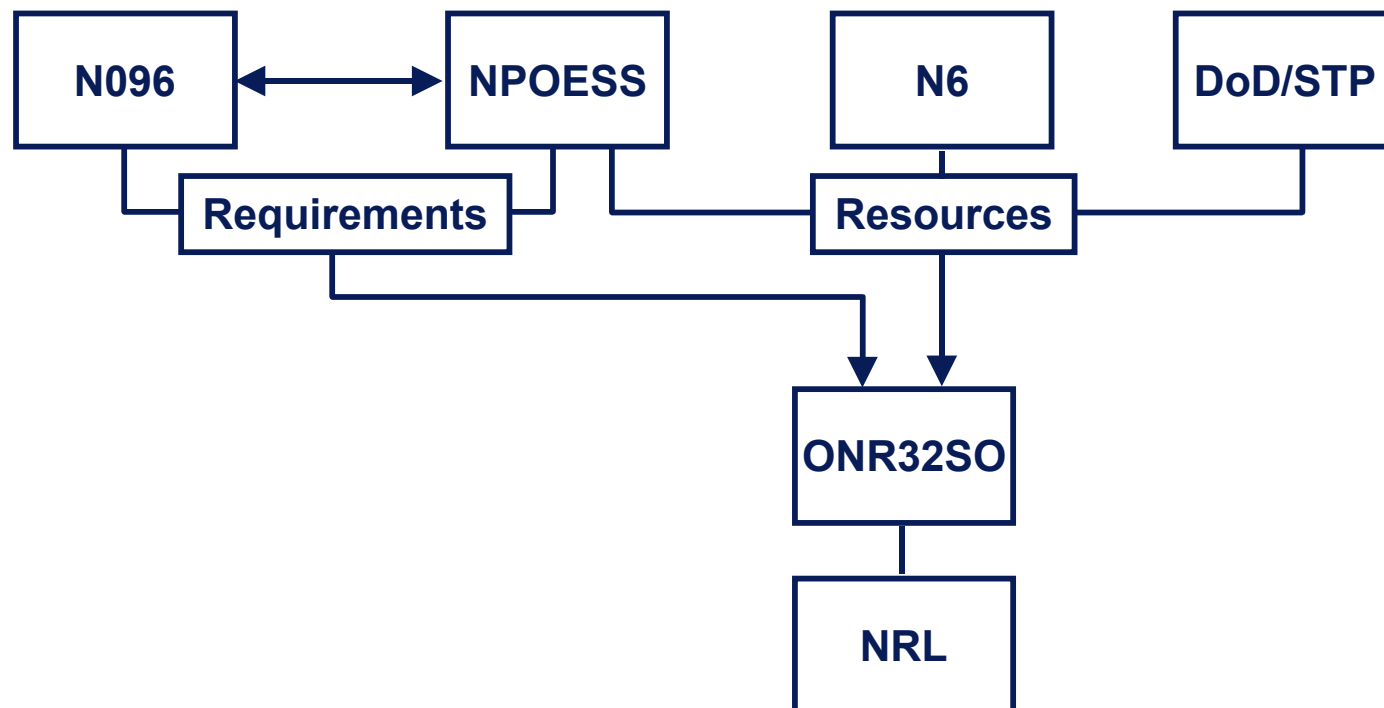 N096
NPOESS
N6
DoD/STP
Requirements
Resources
ONR32SO
NRL